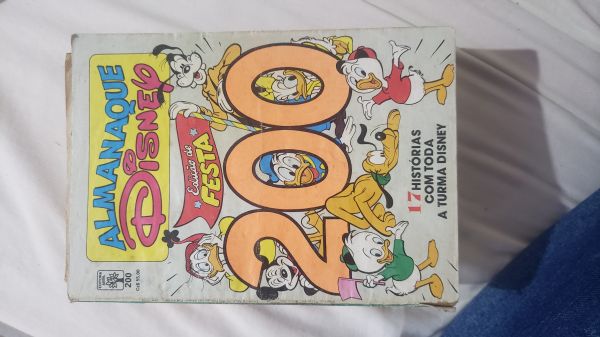 ALMANAQUE
DISNEY
Edição de
FESTA
200
17 HISTÓRIAS
COM TODA
A TURMA DISNEY
200